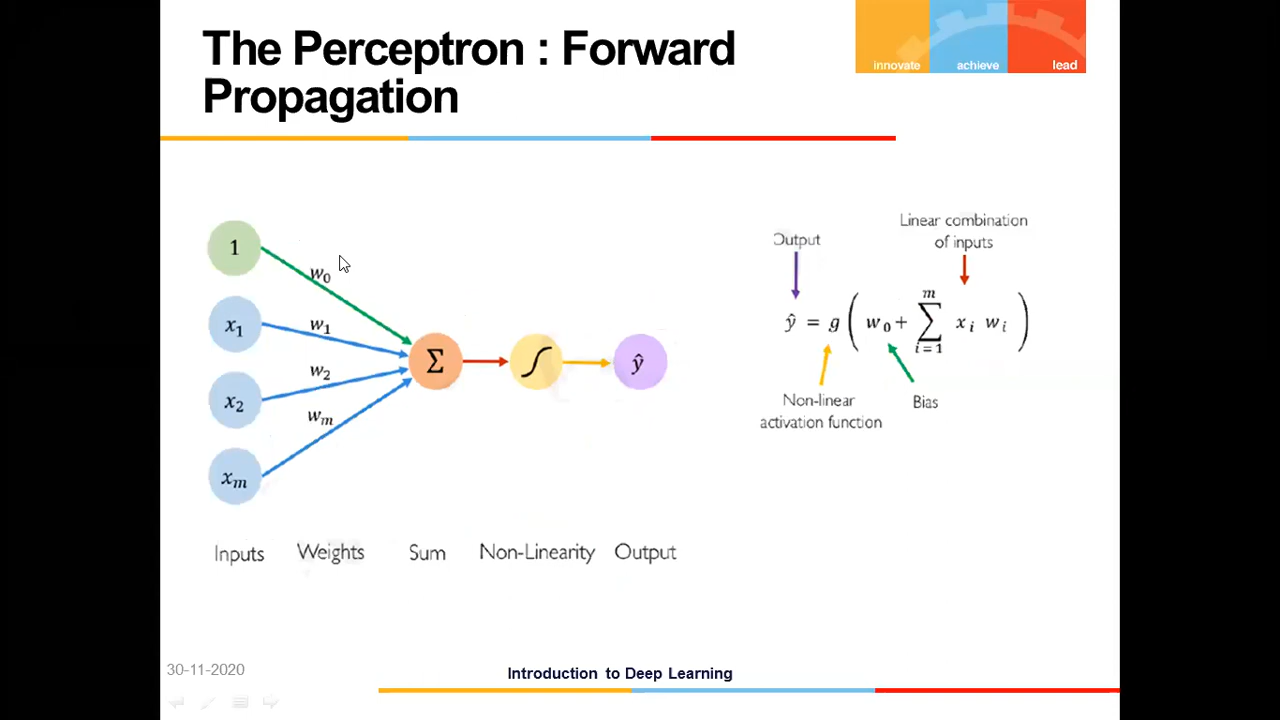 The Perceptron : Forward
Propagation
innovate achieve lead
1
w₀
x₁
w₁
x₂
w₂
xₘ
wₘ
Σ
∫
ŷ
Inputs Weights Sum Non-Linearity Output
Output
Linear combination
of inputs
ŷ = g ( w₀ + ∑ᵢ₌₁ᵐ xᵢ wᵢ )
Non-linear
activation function
Bias
30-11-2020
Introduction to Deep Learning